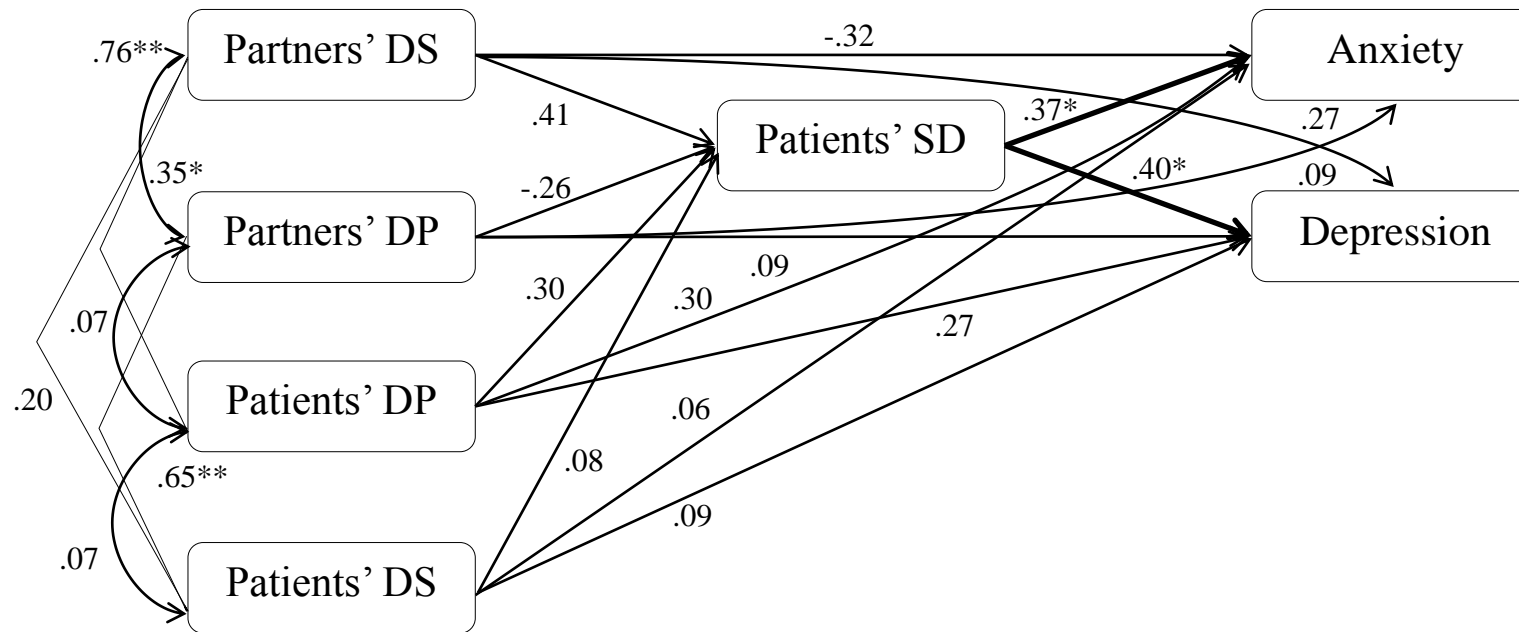 .76**
Partners’ DS
-.32
Anxiety
.41
Patients’ SD
.37*
.27
.35*
-.26
.40*
.09
Partners’ DP
Depression
.30
.09
.30
.07
.27
Patients’ DP
.20
.06
.65**
.08
.09
.07
Patients’ DS